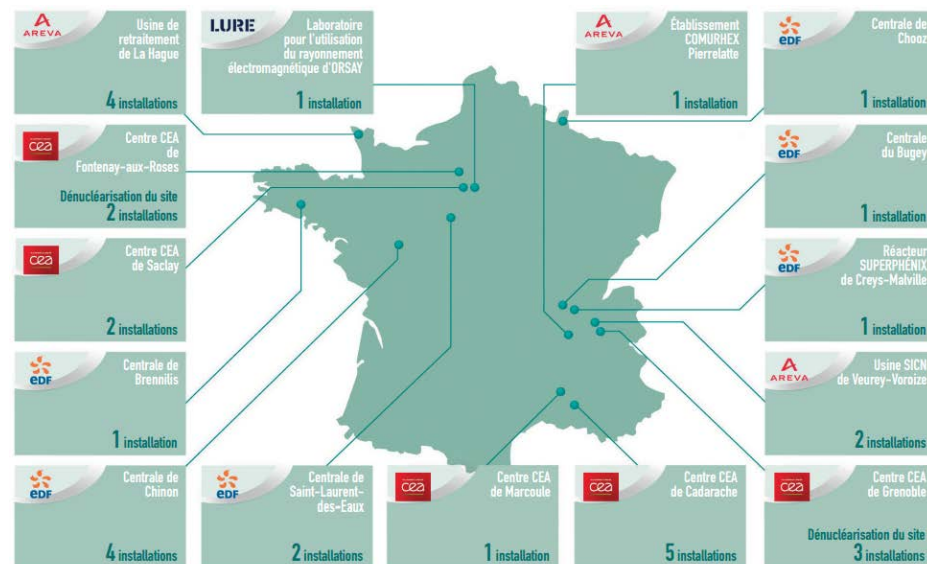 AREVA
Usine de
retraitement
de La Hague
4 installations
LURE
Laboratoire
pour l'utilisation
du rayonnement
électromagnétique d'ORSAY
1 installation
AREVA
Établissement
COMURHEX
Pierrelatte
1 installation
eDF
Centrale de
Chooz
1 installation
cea
Centre CEA
de
Fontenay-aux-Roses
Dénucléarisation du site
2 installations
eDF
Centrale
du Bugey
1 installation
cea
Centre CEA
de Saclay
2 installations
eDF
Réacteur
SUPERPHÉNIX
de Creys-Malville
1 installation
eDF
Centrale de
Brennilis
1 installation
AREVA
Usine SICN
de Veurey-Voroize
2 installations
eDF
Centrale de
Chinon
4 installations
eDF
Centrale de
Saint-Laurent-
des-Eaux
2 installations
cea
Centre CEA
de Marcoule
1 installation
cea
Centre CEA
de Cadarache
5 installations
cea
Centre CEA
de Grenoble
Dénucléarisation du site
3 installations